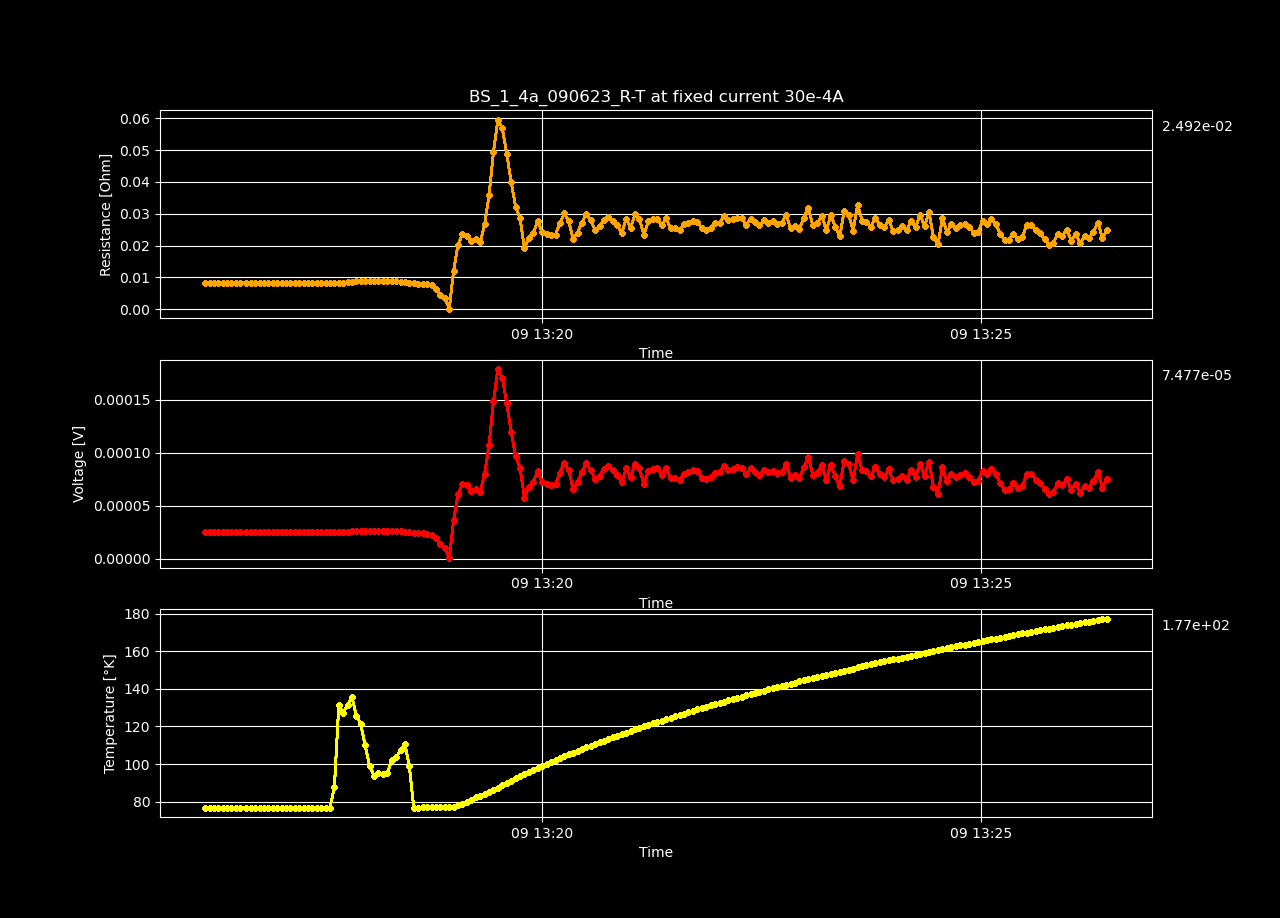 BS_1_4a_090623_R-T at fixed current 30e-4A
0.06
0.05
0.04
0.03
0.02
0.01
0.00
Resistance [Ohm]
2.492e-02
09 13:20
09 13:25
Time
0.00015
0.00010
0.00005
0.00000
Voltage [V]
7.477e-05
09 13:20
09 13:25
Time
180
160
140
120
100
80
Temperature [°K]
1.77e+02
09 13:20
09 13:25
Time